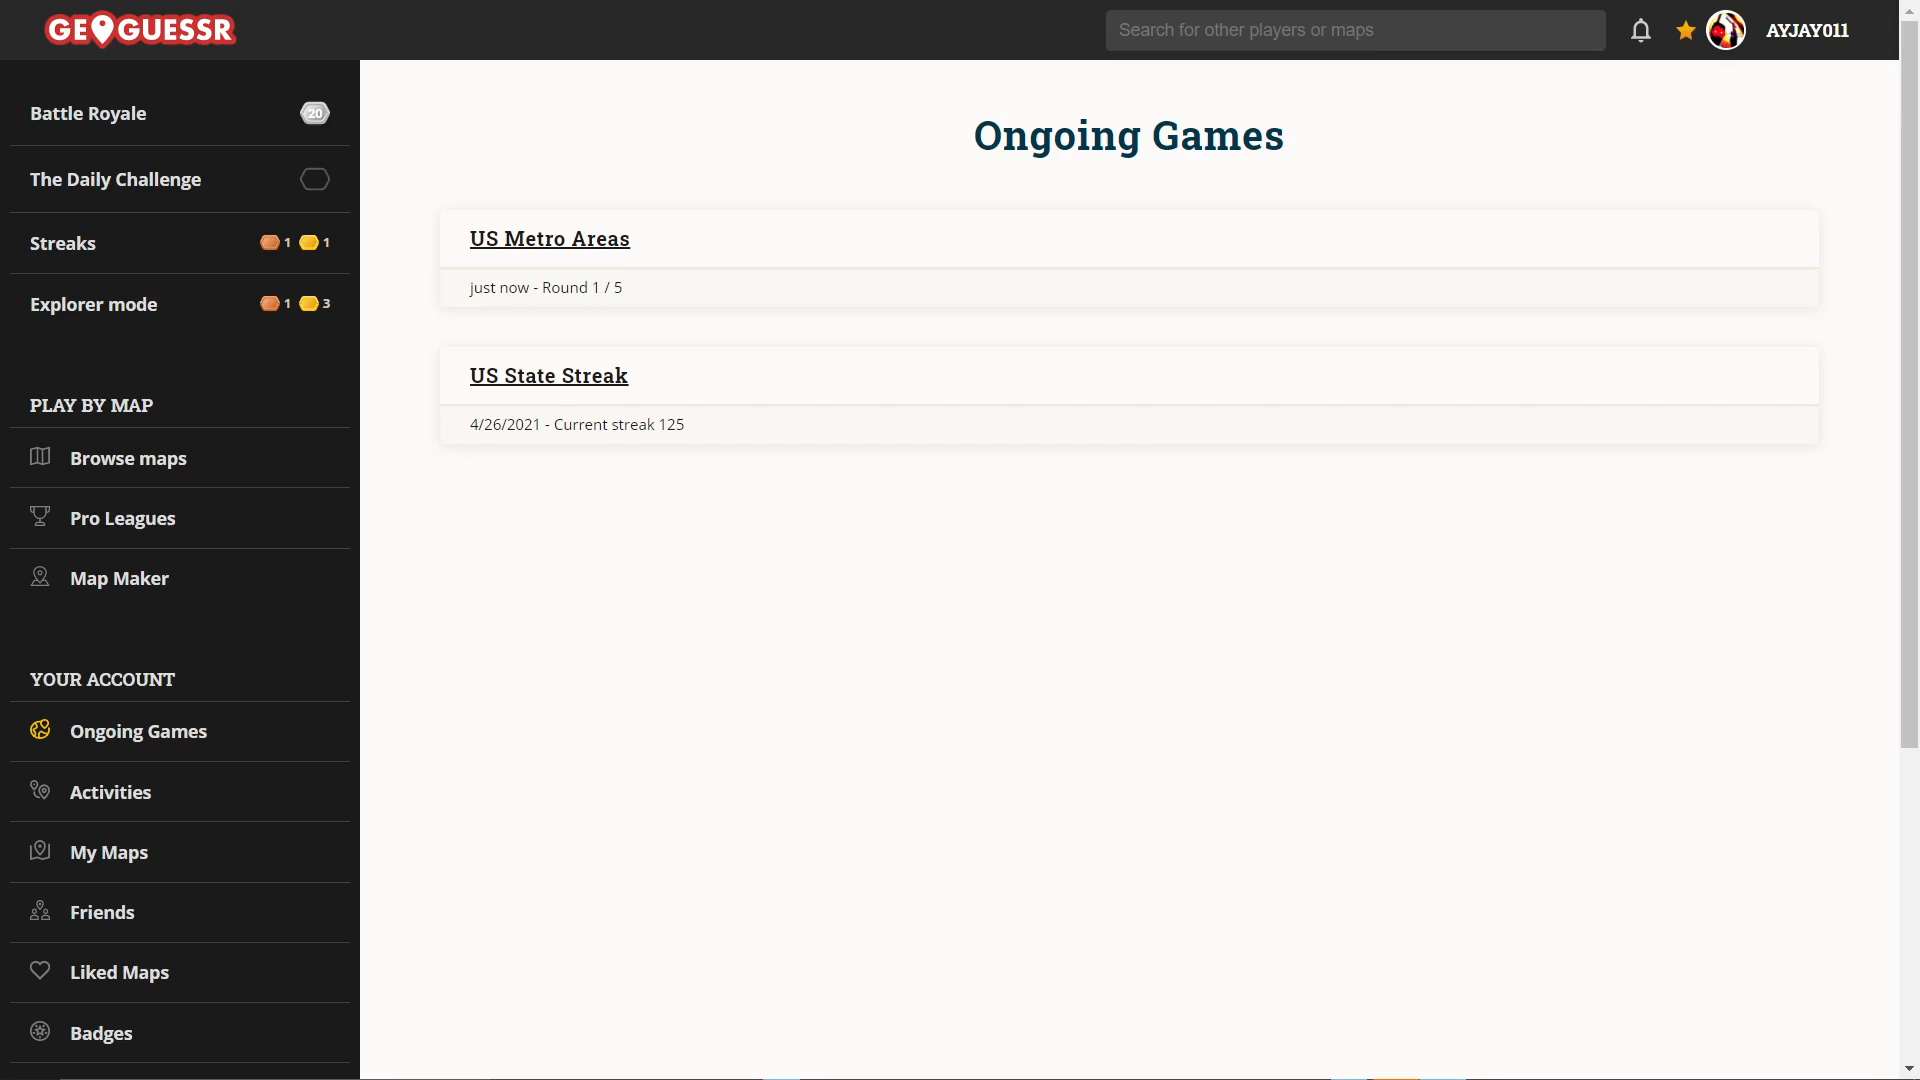 GEOGUESSR
Search for other players or maps
AYJAY011
Battle Royale
20
The Daily Challenge
Streaks
1
1
Explorer mode
1
3
PLAY BY MAP
Browse maps
Pro Leagues
Map Maker
YOUR ACCOUNT
Ongoing Games
Activities
My Maps
Friends
Liked Maps
Badges
Ongoing Games
US Metro Areas
just now - Round 1 / 5
US State Streak
4/26/2021 - Current streak 125